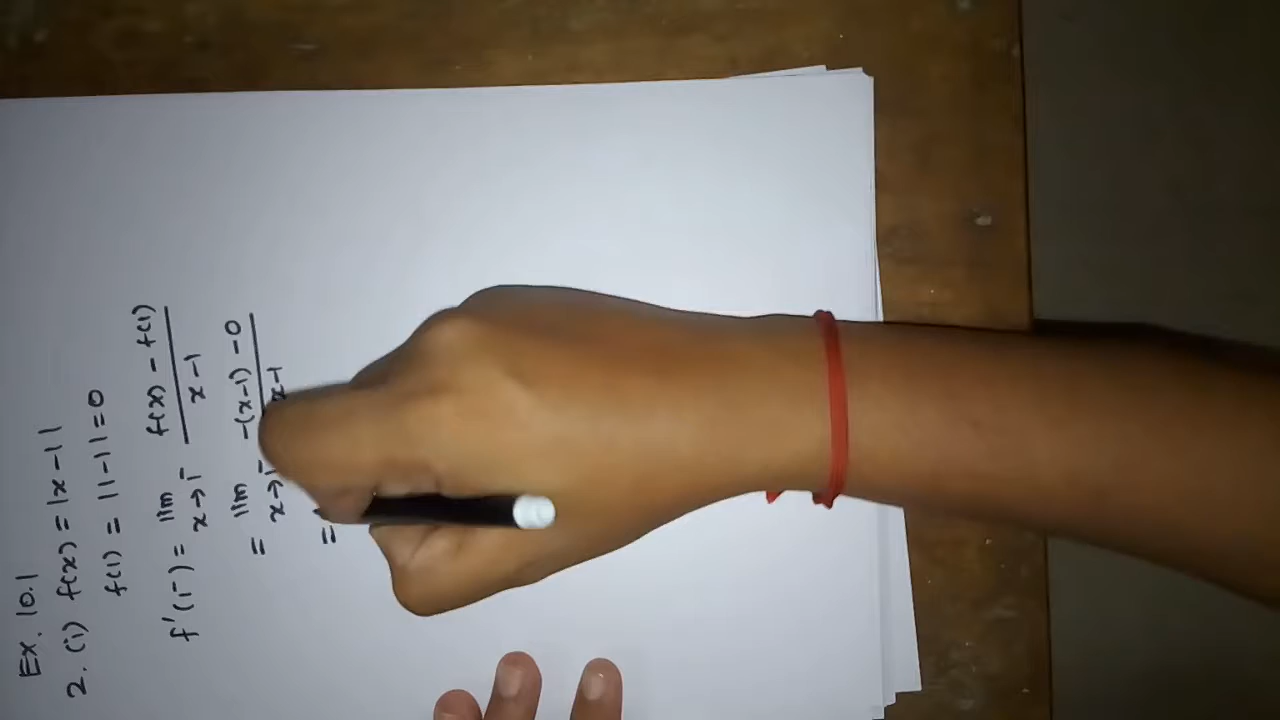 Ex. 10.1
2. (i) f(x) = |x-1|
f(1) = |1-1| = 0
f'(1⁻) = lim x→1⁻ f(x) - f(1) / x-1
= lim x→1⁻ -(x-1) - 0 / x-1
=